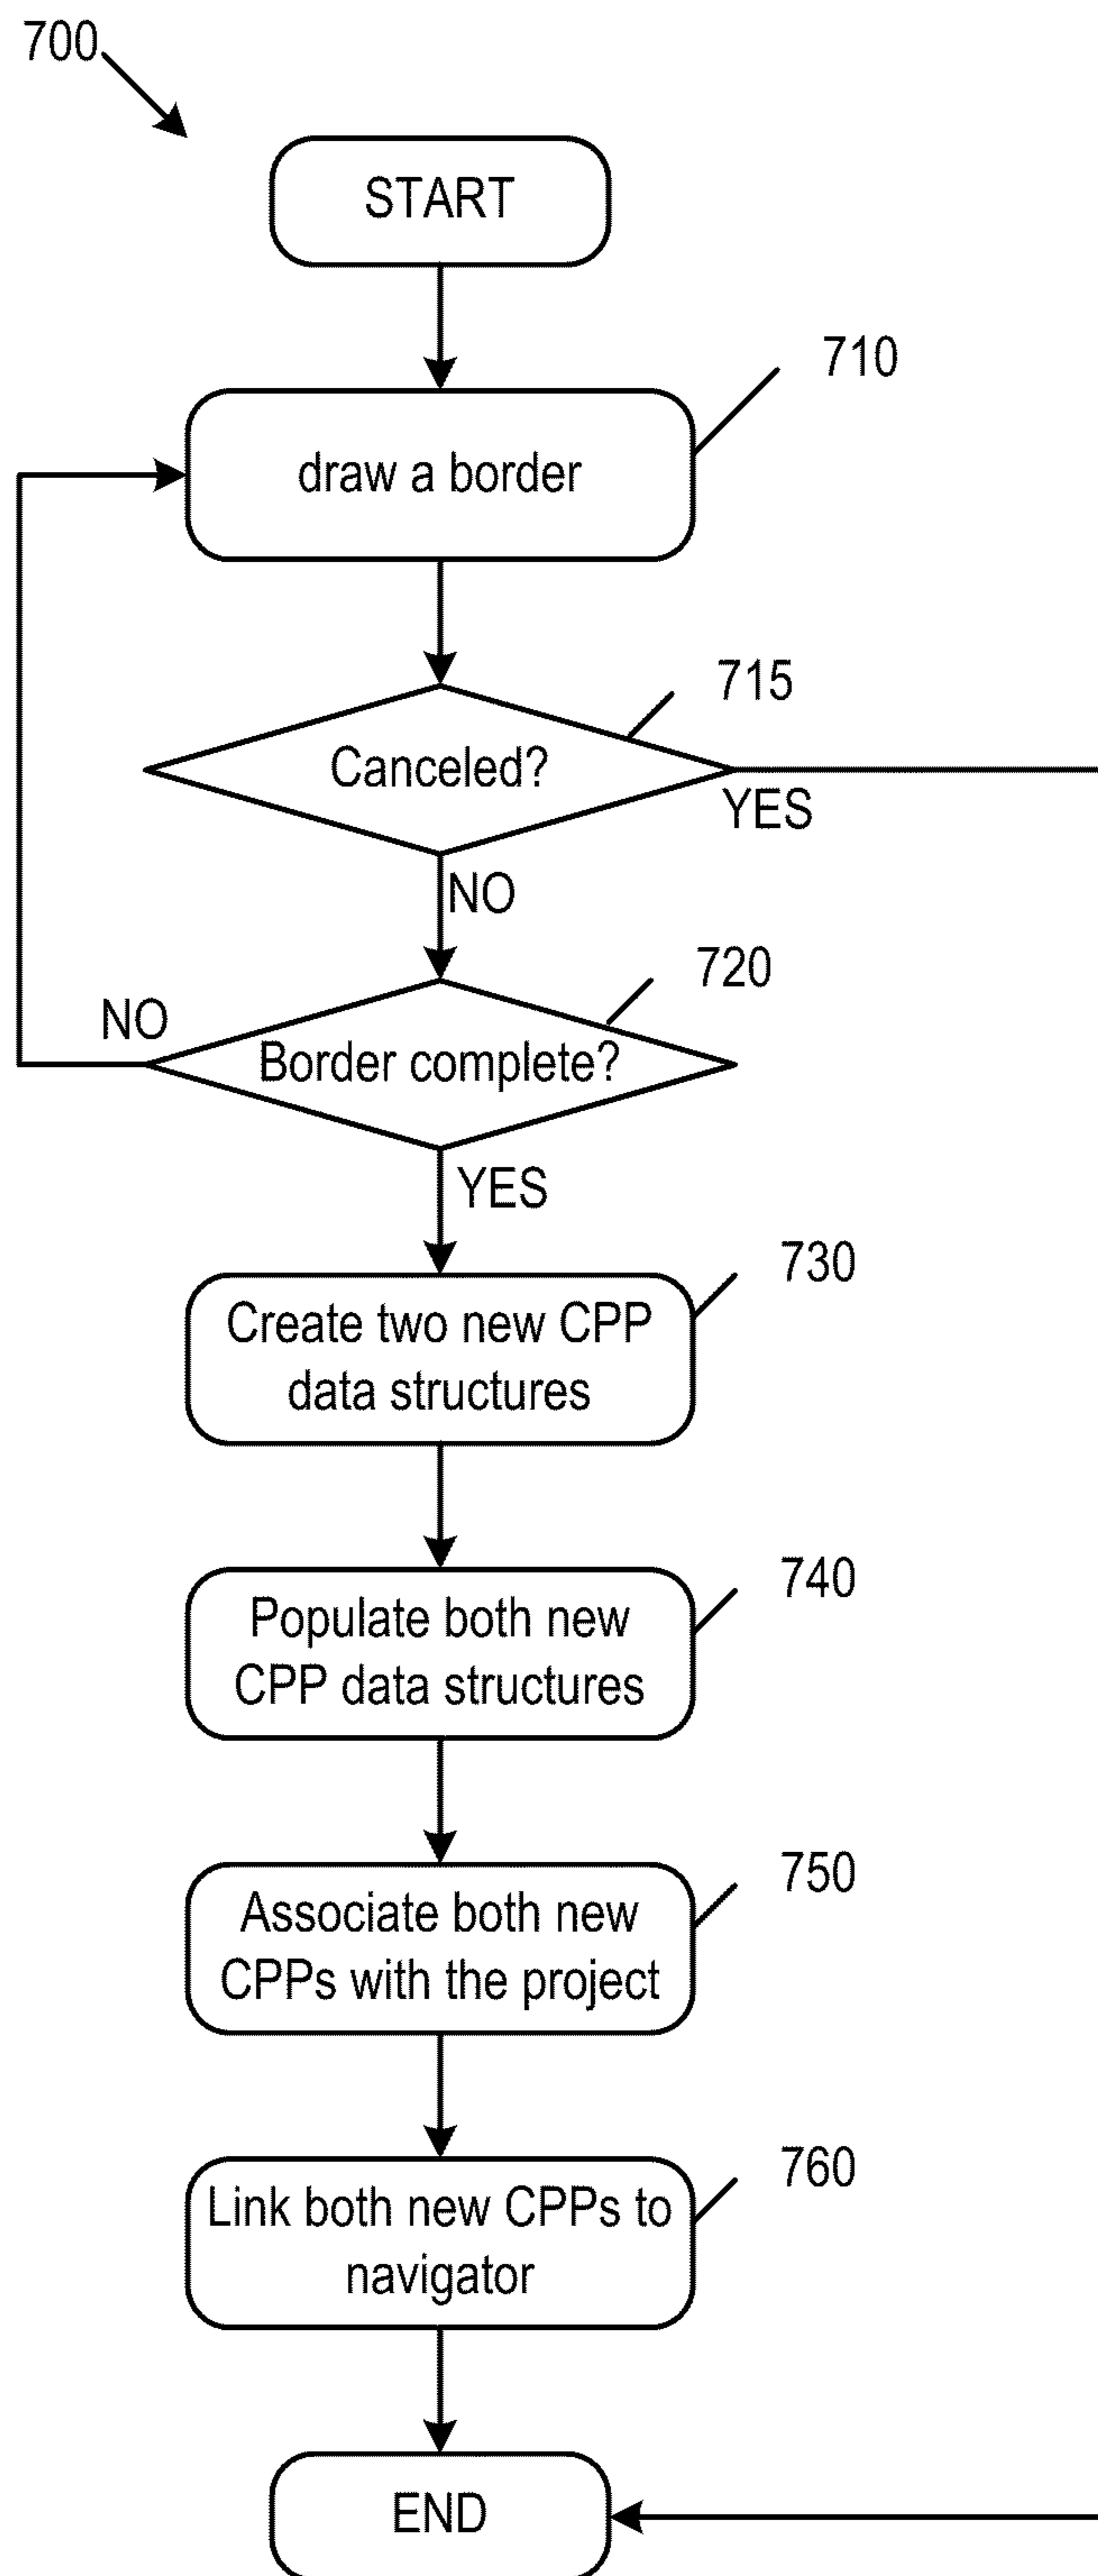 700
START
710
draw a border
715
Canceled?
YES
NO
720
NO
Border complete?
YES
730
Create two new CPP
data structures
740
Populate both new
CPP data structures
750
Associate both new
CPPs with the project
760
Link both new CPPs to
navigator
END